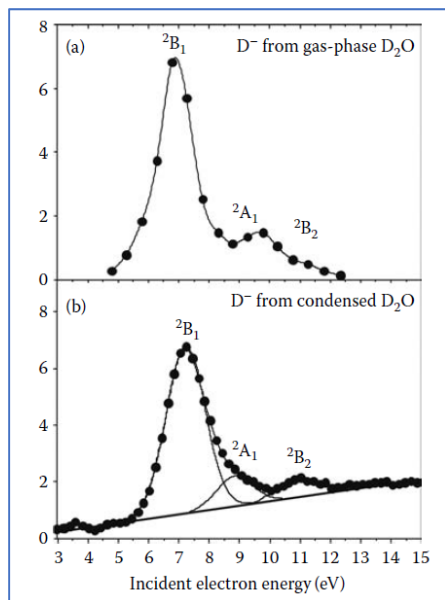 (a)
D⁻ from gas-phase D₂O
²B₁
²A₁
²B₂
8
6
4
2
0
(b)
D⁻ from condensed D₂O
²B₁
²A₁
²B₂
8
6
4
2
0
3 4 5 6 7 8 9 10 11 12 13 14 15
Incident electron energy (eV)